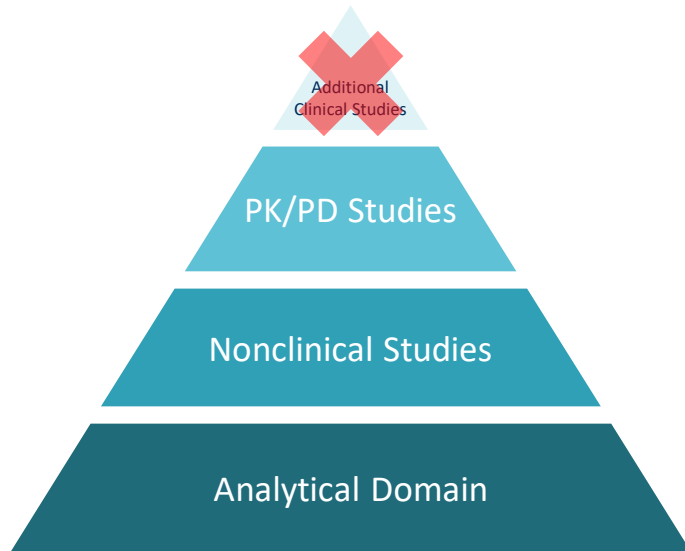 Additional
Clinical Studies
PK/PD Studies
Nonclinical Studies
Analytical Domain